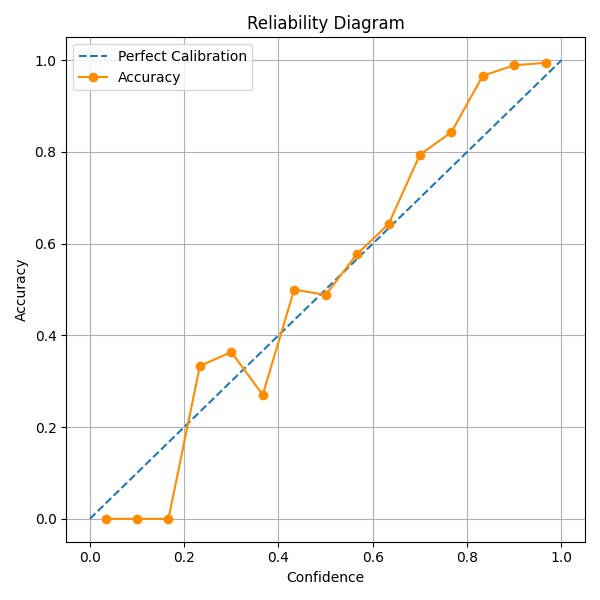 Reliability Diagram
Perfect Calibration
Accuracy
1.0
0.8
0.6
0.4
0.2
0.0
Accuracy
0.0 0.2 0.4 0.6 0.8 1.0
Confidence